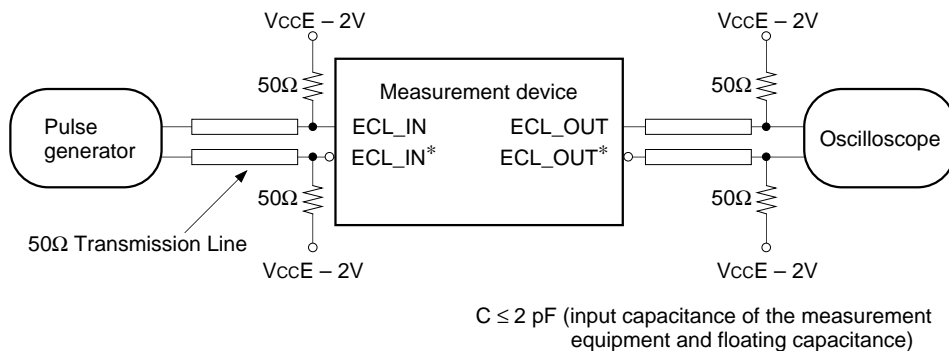 VccE – 2V
VccE – 2V
50Ω
50Ω
Measurement device
Pulse
generator
ECL_IN
ECL_OUT
ECL_IN*
ECL_OUT*
Oscilloscope
50Ω
50Ω
50Ω Transmission Line
VccE – 2V
VccE – 2V
C ≤ 2 pF (input capacitance of the measurement
equipment and floating capacitance)